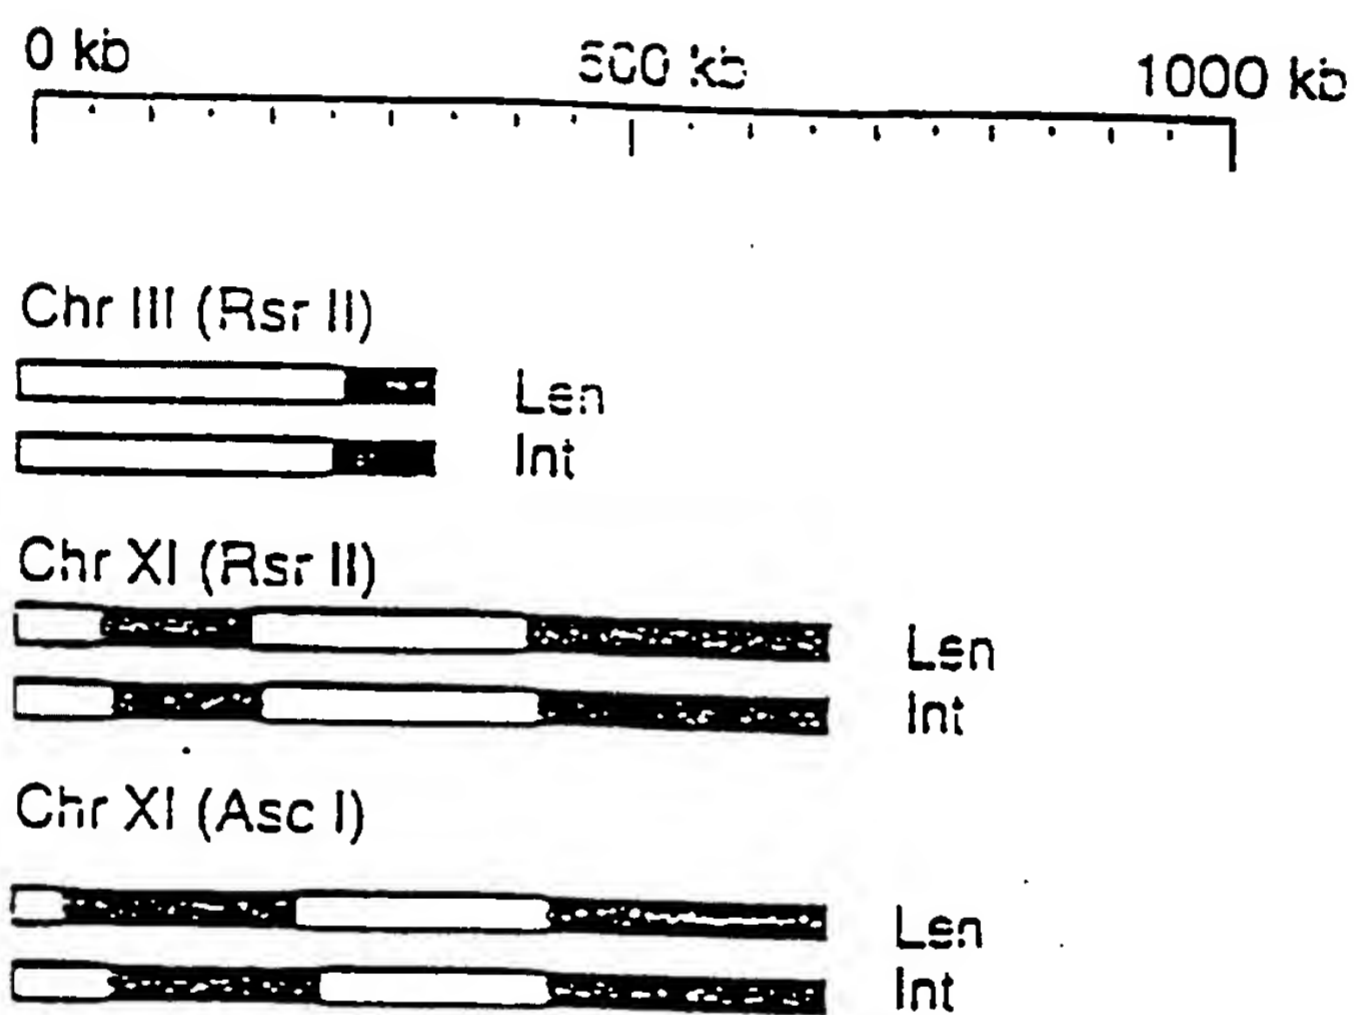 0 kb 500 kb 1000 kb
Chr III (Rsr II)
Len
Int
Chr XI (Rsr II)
Len
Int
Chr XI (Asc I)
Len
Int